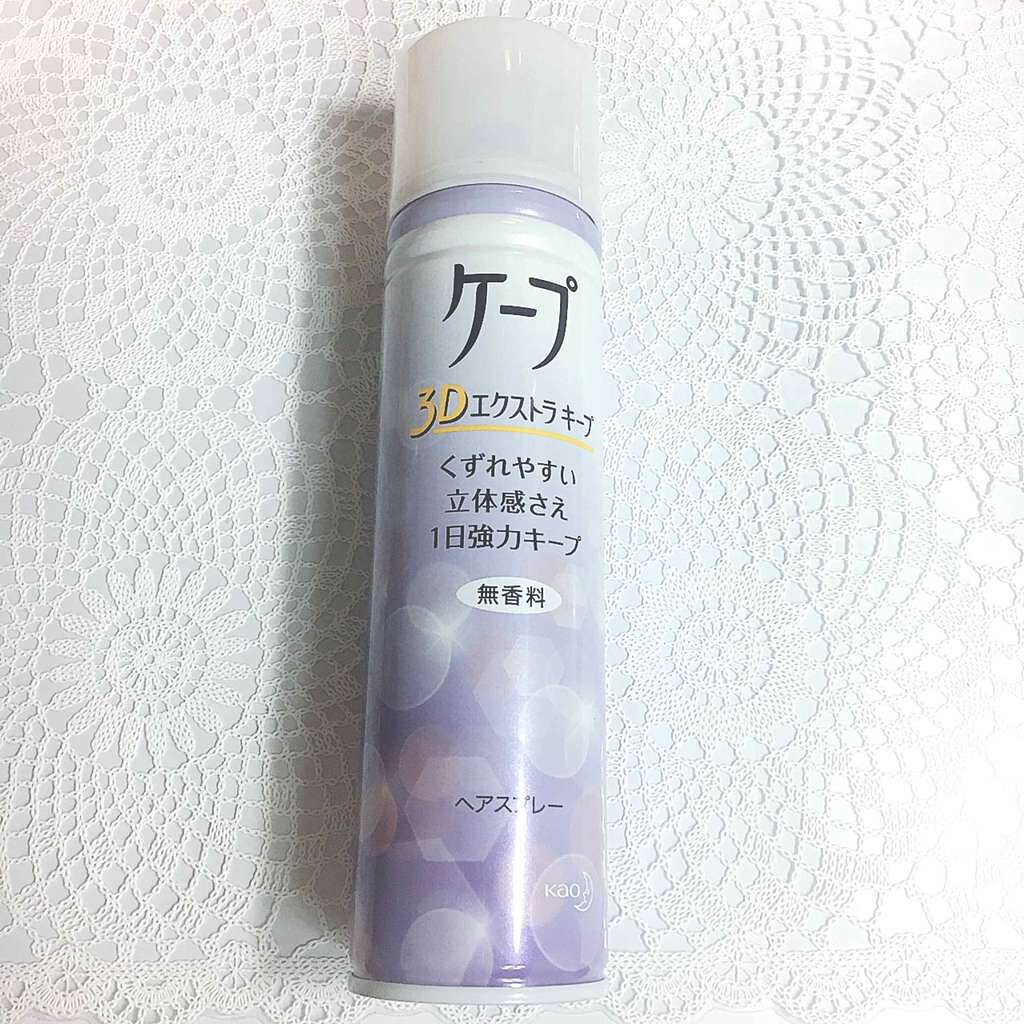 ケープ
3Dエクストラキープ
くずれやすい
立体感さえ
1日強力キープ
無香料
ヘアスプレー
Kao